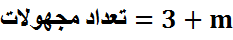 تعداد مجهولات = 3 + m